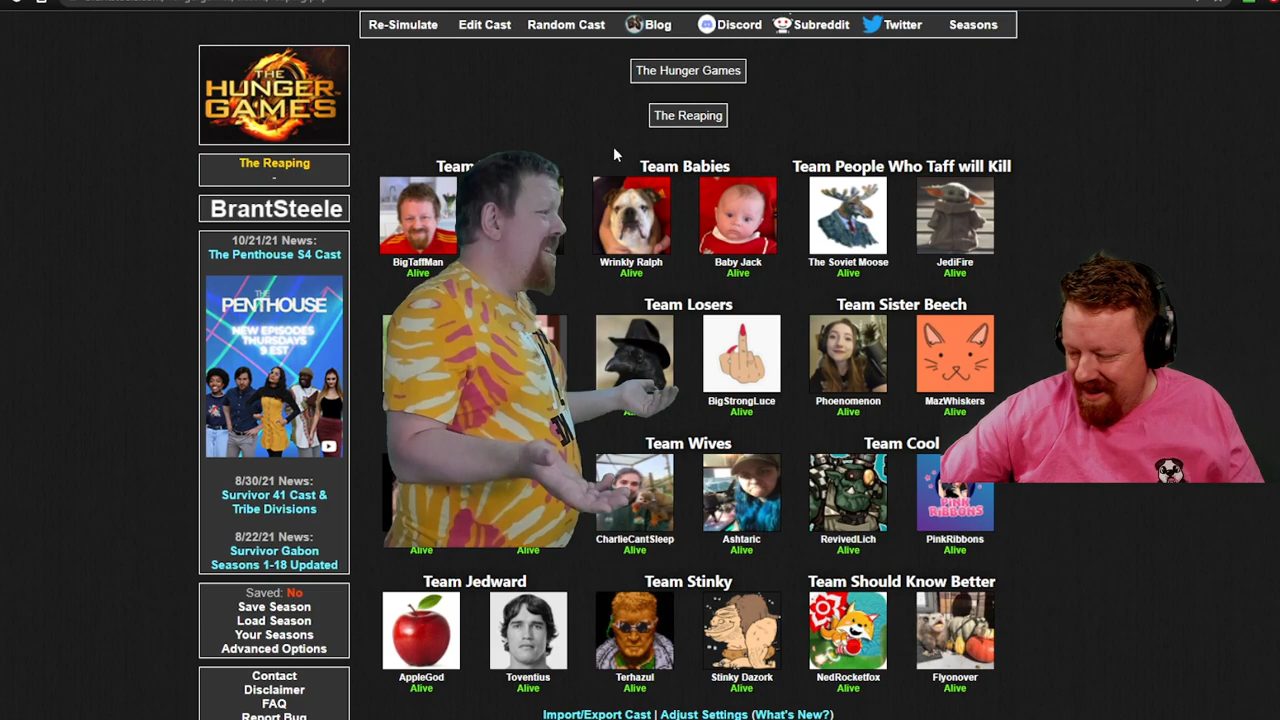 Re-Simulate Edit Cast Random Cast Blog Discord Subreddit Twitter Seasons
THE
HUNGER
GAMES
The Hunger Games
The Reaping
The Reaping
-
BrantSteele
10/21/21 News:
The Penthouse S4 Cast
THE
PENTHOUSE
NEW EPISODES
THURSDAYS
9 EST
8/30/21 News:
Survivor 41 Cast &
Tribe Divisions
8/22/21 News:
Survivor Gabon
Seasons 1-18 Updated
Saved: No
Save Season
Load Season
Your Seasons
Advanced Options
Contact
Disclaimer
FAQ
Report Bug
Team Team Babies Team People Who Taff will Kill
BigTaffMan Wrinkly Ralph Baby Jack The Soviet Moose JediFire
Alive Alive Alive Alive Alive
Team Losers Team Sister Beech
BigStrongLuce Phoenomenon MazWhiskers
Alive Alive Alive
Team Wives Team Cool
PINK
RIBBONS
CharlieCantSleep Ashtaric RevivedLich PinkRibbons
Alive Alive Alive Alive Alive Alive
Team Jedward Team Stinky Team Should Know Better
AppleGod Toventius Terhazul Stinky Dazork NedRocketfox Flyonover
Alive Alive Alive Alive Alive Alive
Import/Export Cast | Adjust Settings (What's New?)